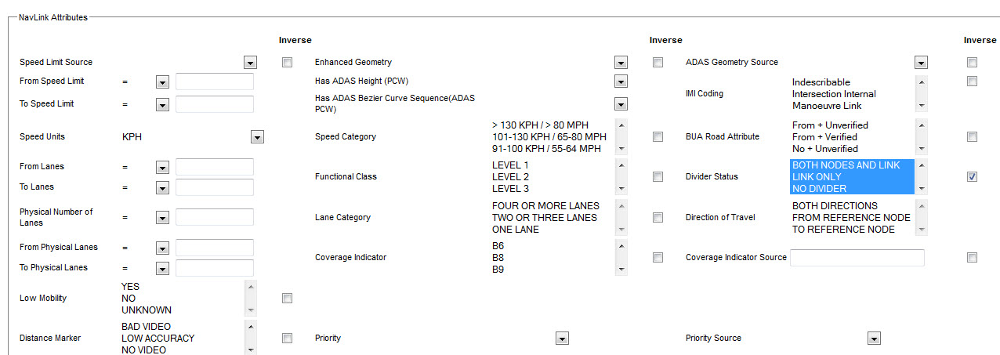 NavLink Attributes
Inverse Inverse Inverse
Speed Limit Source Enhanced Geometry ADAS Geometry Source
From Speed Limit = Has ADAS Height (PCW)
To Speed Limit = Has ADAS Bezier Curve Sequence(ADAS
PCW)
IMI Coding
Indescribable
Intersection Internal
Manoeuvre Link
Speed Units KPH
Speed Category
> 130 KPH / > 80 MPH
101-130 KPH / 65-80 MPH
91-100 KPH / 55-64 MPH
BUA Road Attribute
From + Unverified
From + Verified
No + Unverified
From Lanes =
To Lanes =
Functional Class
LEVEL 1
LEVEL 2
LEVEL 3
Divider Status
BOTH NODES AND LINK
LINK ONLY
NO DIVIDER
Physical Number of
Lanes =
Lane Category
FOUR OR MORE LANES
TWO OR THREE LANES
ONE LANE
Direction of Travel
BOTH DIRECTIONS
FROM REFERENCE NODE
TO REFERENCE NODE
From Physical Lanes =
To Physical Lanes =
Coverage Indicator
B6
B8
B9
Coverage Indicator Source
Low Mobility
YES
NO
UNKNOWN
Distance Marker
BAD VIDEO
LOW ACCURACY
NO VIDEO
Priority Priority Source